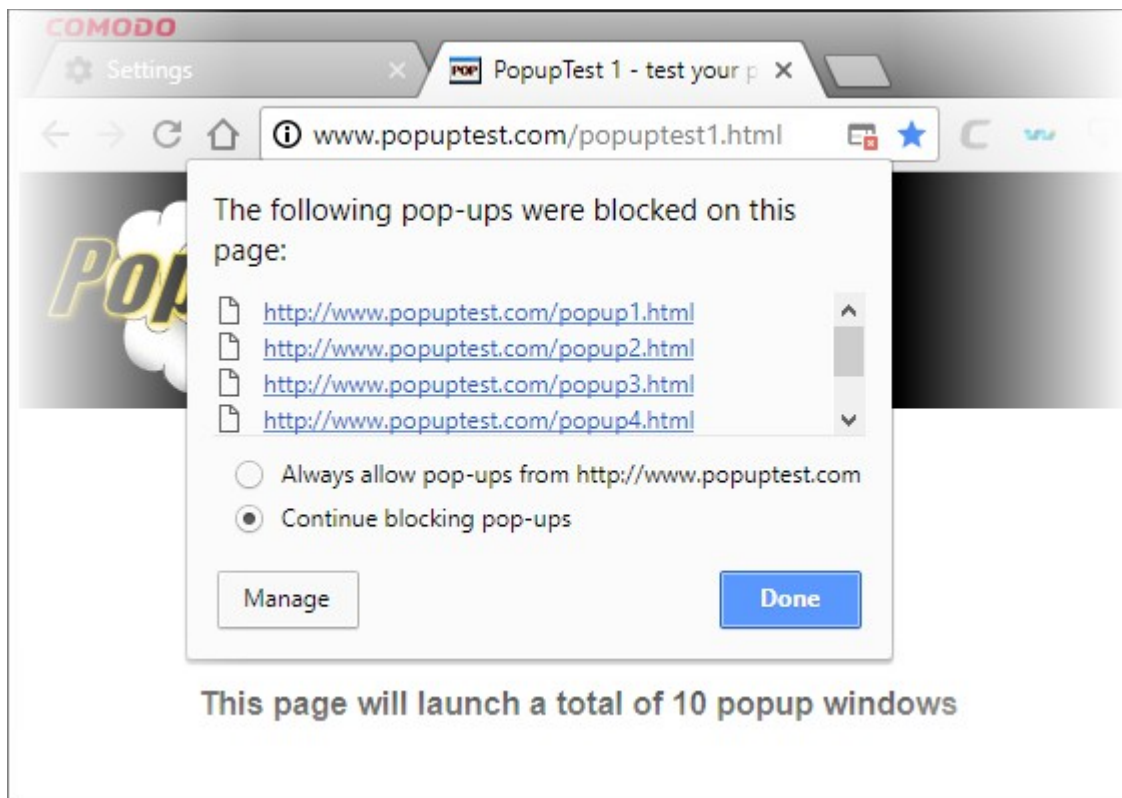 COMODO
Settings
POP PopupTest 1 - test your p
www.popuptest.com/popuptest1.html
Pop
The following pop-ups were blocked on this
page:
http://www.popuptest.com/popup1.html
http://www.popuptest.com/popup2.html
http://www.popuptest.com/popup3.html
http://www.popuptest.com/popup4.html
Always allow pop-ups from http://www.popuptest.com
Continue blocking pop-ups
Manage
Done
This page will launch a total of 10 popup windows